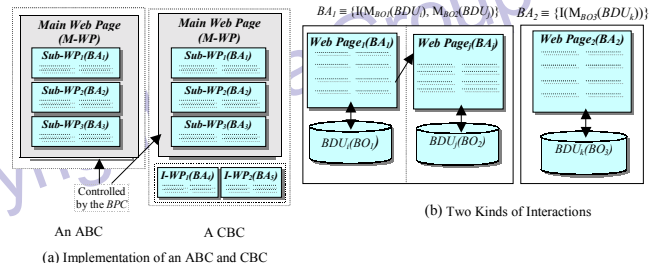 Main Web Page
(M-WP)
Sub-WP1(BA1)
Sub-WP2(BA2)
Sub-WP3(BA3)
Main Web Page
(M-WP)
Sub-WP1(BA1)
Sub-WP2(BA2)
Sub-WP3(BA3)
I-WP1(BA4)
I-WP2(BA5)
Controlled
by the BPC
An ABC
A CBC
(a) Implementation of an ABC and CBC
BA1 ≡ {I(MBO1(BDUi), MBO2(BDUj)}
BA2 ≡ {I(MBO3(BDUk))}
Web Page1(BA1)
Web Pagej(BAj)
Web Page2(BA2)
BDUi(BO1)
BDUj(BO2)
BDUk(BO3)
(b) Two Kinds of Interactions